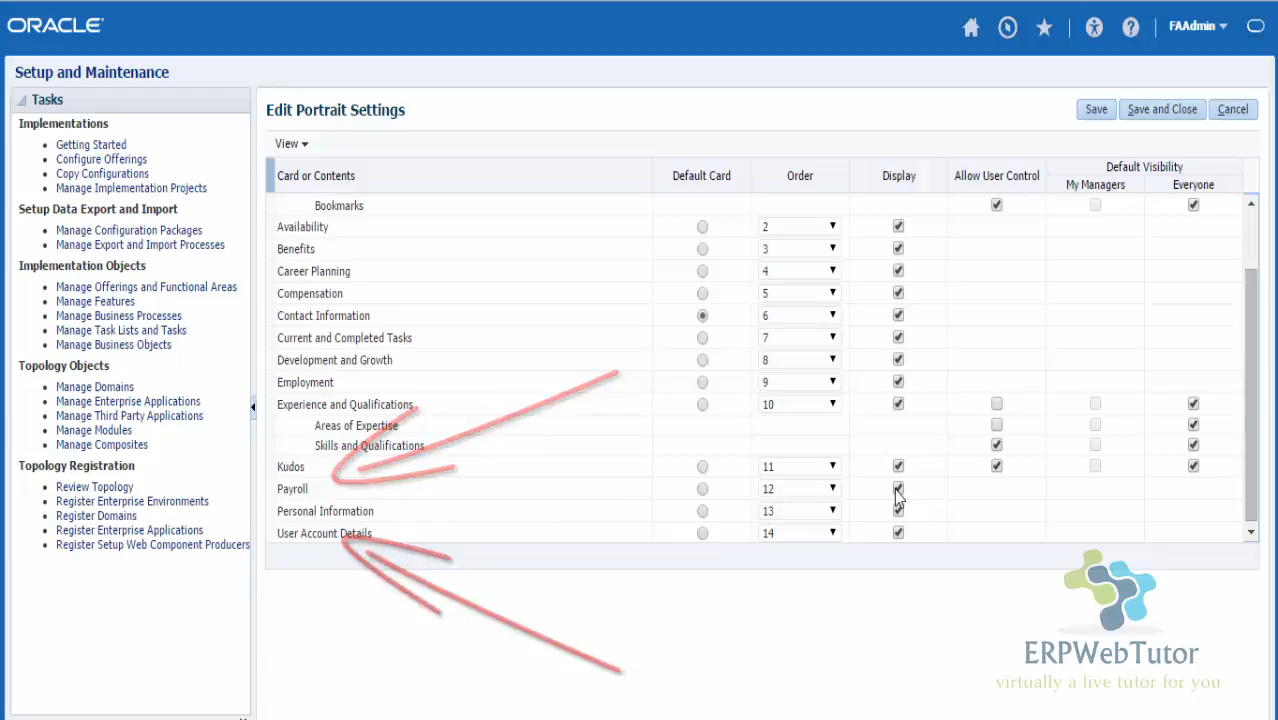 ORACLE
FAAdmin
Setup and Maintenance
Tasks
Implementations
Getting Started
Configure Offerings
Copy Configurations
Manage Implementation Projects
Setup Data Export and Import
Manage Configuration Packages
Manage Export and Import Processes
Implementation Objects
Manage Offerings and Functional Areas
Manage Features
Manage Business Processes
Manage Task Lists and Tasks
Manage Business Objects
Topology Objects
Manage Domains
Manage Enterprise Applications
Manage Third Party Applications
Manage Modules
Manage Composites
Topology Registration
Review Topology
Register Enterprise Environments
Register Domains
Register Enterprise Applications
Register Setup Web Component Producers
Edit Portrait Settings
Save Save and Close Cancel
View
Card or Contents Default Card Order Display Allow User Control Default Visibility
My Managers Everyone
Bookmarks
Availability 2
Benefits 3
Career Planning 4
Compensation 5
Contact Information 6
Current and Completed Tasks 7
Development and Growth 8
Employment 9
Experience and Qualifications 10
Areas of Expertise
Skills and Qualifications
Kudos 11
Payroll 12
Personal Information 13
User Account Details 14
ERPWebTutor
virtually a live tutor for you